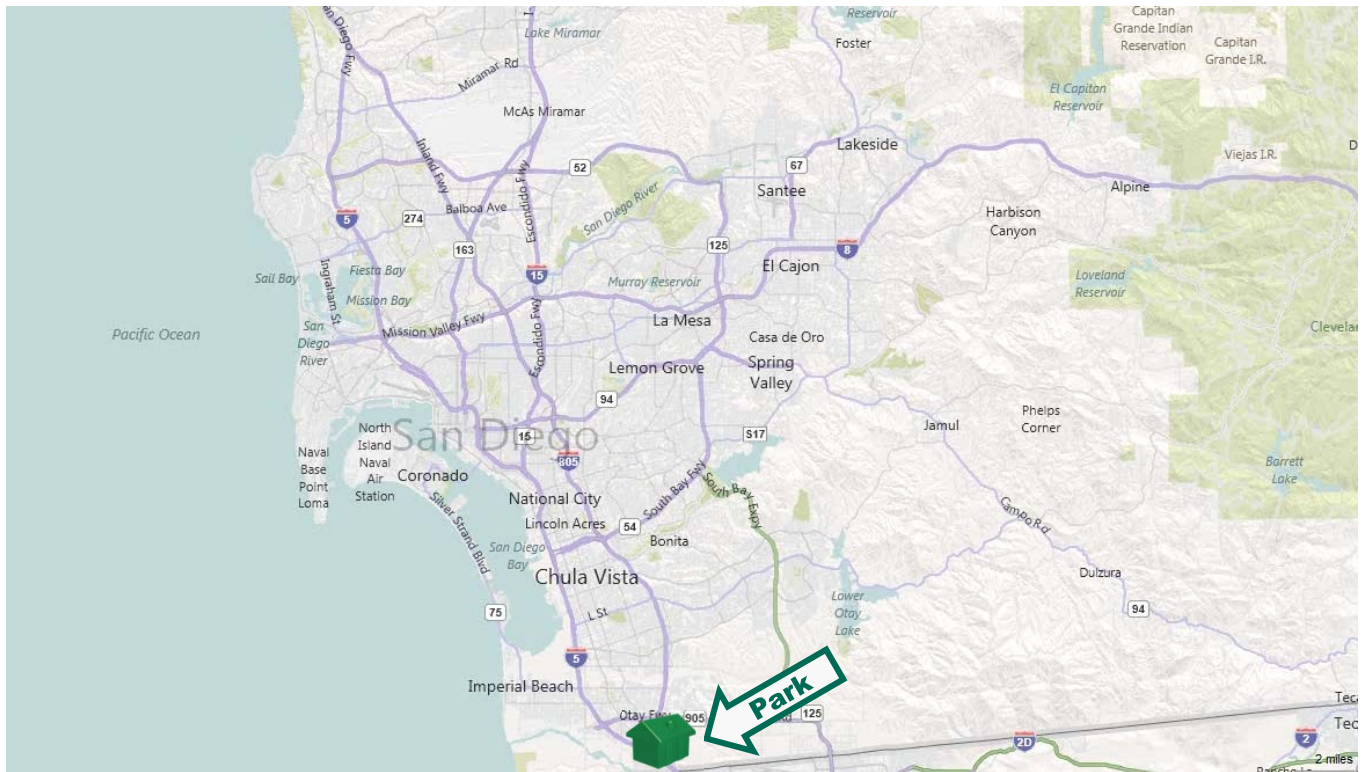 San Diego Fwy
Lake Miramar
Reservoir
Foster
Capitan
Grande Indian
Reservation
Capitan
Grande I.R.
Miramar Rd
McAs Miramar
El Capitan
Reservoir
Inland Fwy
Escondido Fwy
52
67
Lakeside
Viejas I.R.
D
San Diego River
Santee
Alpine
5
274
Balboa Ave
163
125
8
Harbison
Canyon
Sail Bay
Ingraham St
Fiesta Bay
Mission Bay
15
Murray Reservoir
El Cajon
Loveland
Reservoir
Pacific Ocean
San
Diego
River
Mission Valley Fwy
Escondido Fwy
La Mesa
Casa de Oro
Spring
Valley
Lemon Grove
94
Phelps
Corner
Jamul
S17
North
Island
Naval
Air
Station
San Diego
15
805
Naval
Base
Point
Loma
Coronado
Silver Strand Blvd
National City
Lincoln Acres
South Bay Fwy
South Bay Expy
54
Bonita
San Diego
Bay
Chula Vista
Barrett
Lake
Campo Rd
Dulzura
94
Lower
Otay
Lake
75
L St
5
Imperial Beach
Park
Otay
905
Rd
125
2D
2
Teca
Tec
2 miles